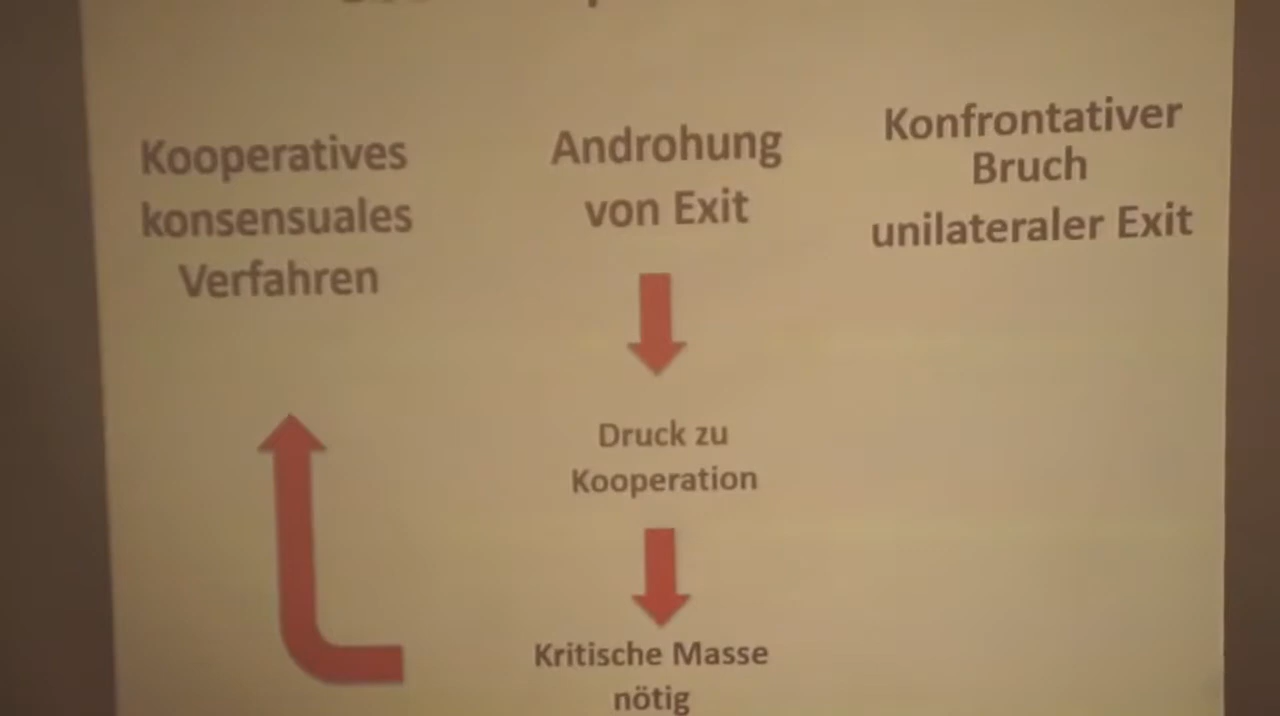 Kooperatives
konsensuales
Verfahren
Androhung
von Exit
Konfrontativer
Bruch
unilateraler Exit
Druck zu
Kooperation
Kritische Masse
nötig